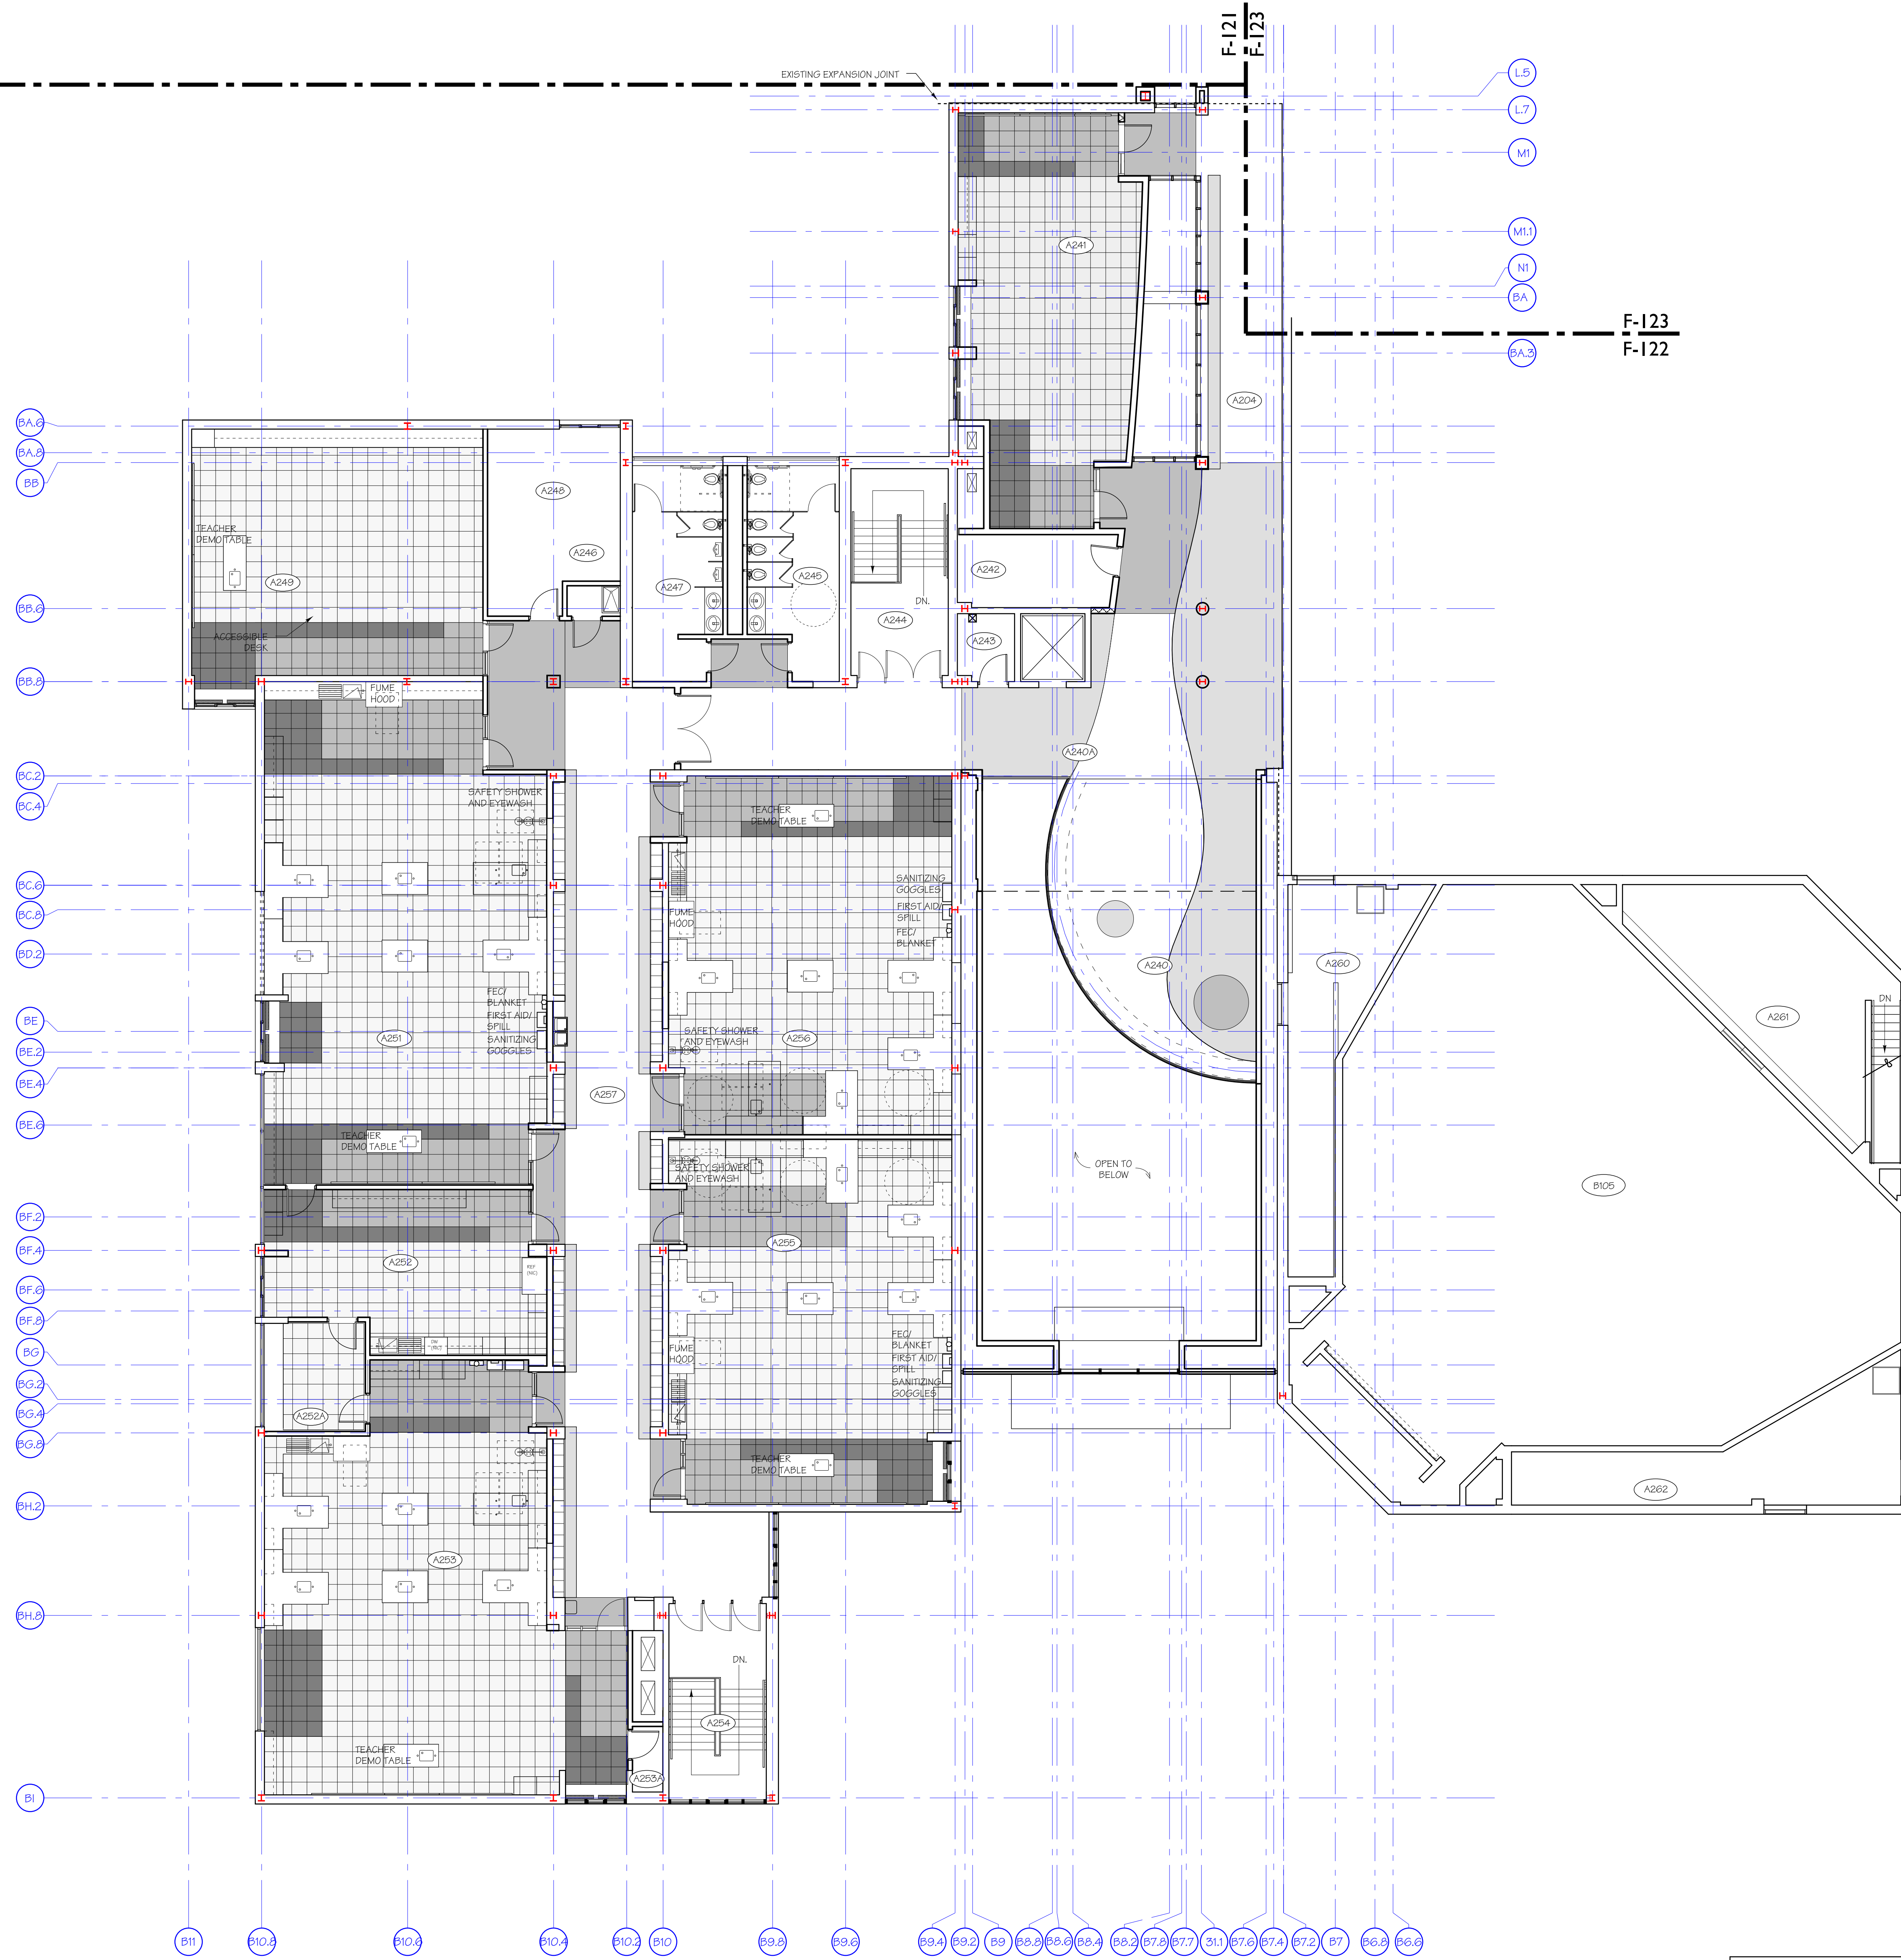 F-121
F-123
EXISTING EXPANSION JOINT
L.5
L.7
M1
A241
M1.1
N1
BA
F-123
F-122
BA.3
A204
BA.6
BA.8
BB
A248
TEACHER
DEMO TABLE
A246
A249
A247
A245
A242
DN.
BB.6
A244
ACCESSIBLE
DESK
A243
BB.8
FUME
HOOD
A240A
BC.2
BC.4
SAFETY SHOWER
AND EYEWASH
TEACHER
DEMO TABLE
BC.6
SANITIZING
GOGGLES
FIRST AID/
SPILL
FEC/
BLANKET
FUME
HOOD
BC.8
BD.2
A240
A260
FEC/
BLANKET
FIRST AID/
SPILL
SANITIZING
GOGGLES
DN
A261
BE
A251
SAFETY SHOWER
AND EYEWASH
A256
BE.2
BE.4
A257
BE.6
TEACHER
DEMO TABLE
SAFETY SHOWER
AND EYEWASH
OPEN TO
BELOW
B105
BF.2
BF.4
A255
A252
REF
(NIC)
BF.6
BF.8
DW
(NIC)
FUME
HOOD
FEC/
BLANKET
FIRST AID/
SPILL
SANITIZING
GOGGLES
BG
BG.2
BG.4
A252A
BG.8
TEACHER
DEMO TABLE
A262
BH.2
A253
BH.8
DN.
A254
TEACHER
DEMO TABLE
A253A
B1
B11
B10.8
B10.6
B10.4
B10.2
B10
B9.8
B9.6
B9.4
B9.2
B9
B8.8
B8.6
B8.4
B8.2
B7.8
B7.7
31.1
B7.6
B7.4
B7.2
B7
B6.8
B6.6